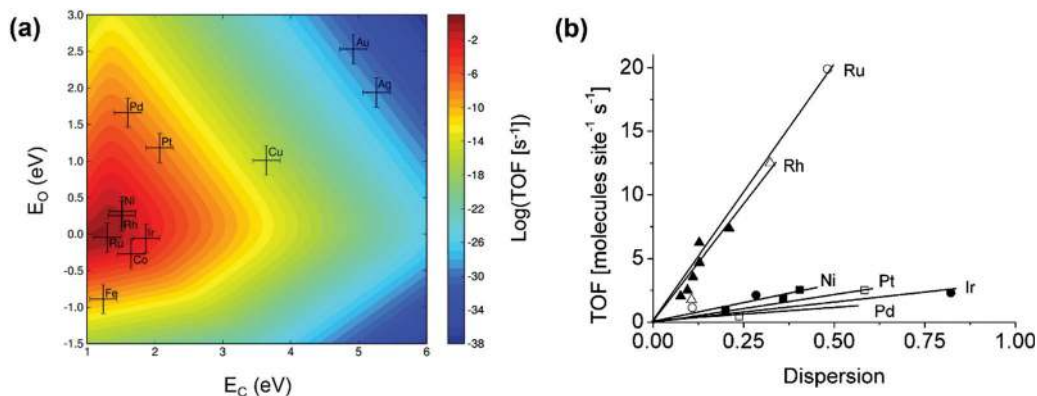 (a)
3.0
2.5
2.0
1.5
1.0
0.5
0.0
-0.5
-1.0
-1.5
E_O (eV)
1 2 3 4 5 6
E_C (eV)
Au
Ag
Pd
Pt
Cu
Ni
Rh
Ru
Ir
Co
Fe
-2
-6
-10
-14
-18
-22
-26
-30
-34
-38
Log(TOF [s⁻¹])
(b)
20
15
10
5
0
TOF [molecules site⁻¹ s⁻¹]
0.00 0.25 0.50 0.75 1.00
Dispersion
Ru
Rh
Ni
Pt
Ir
Pd